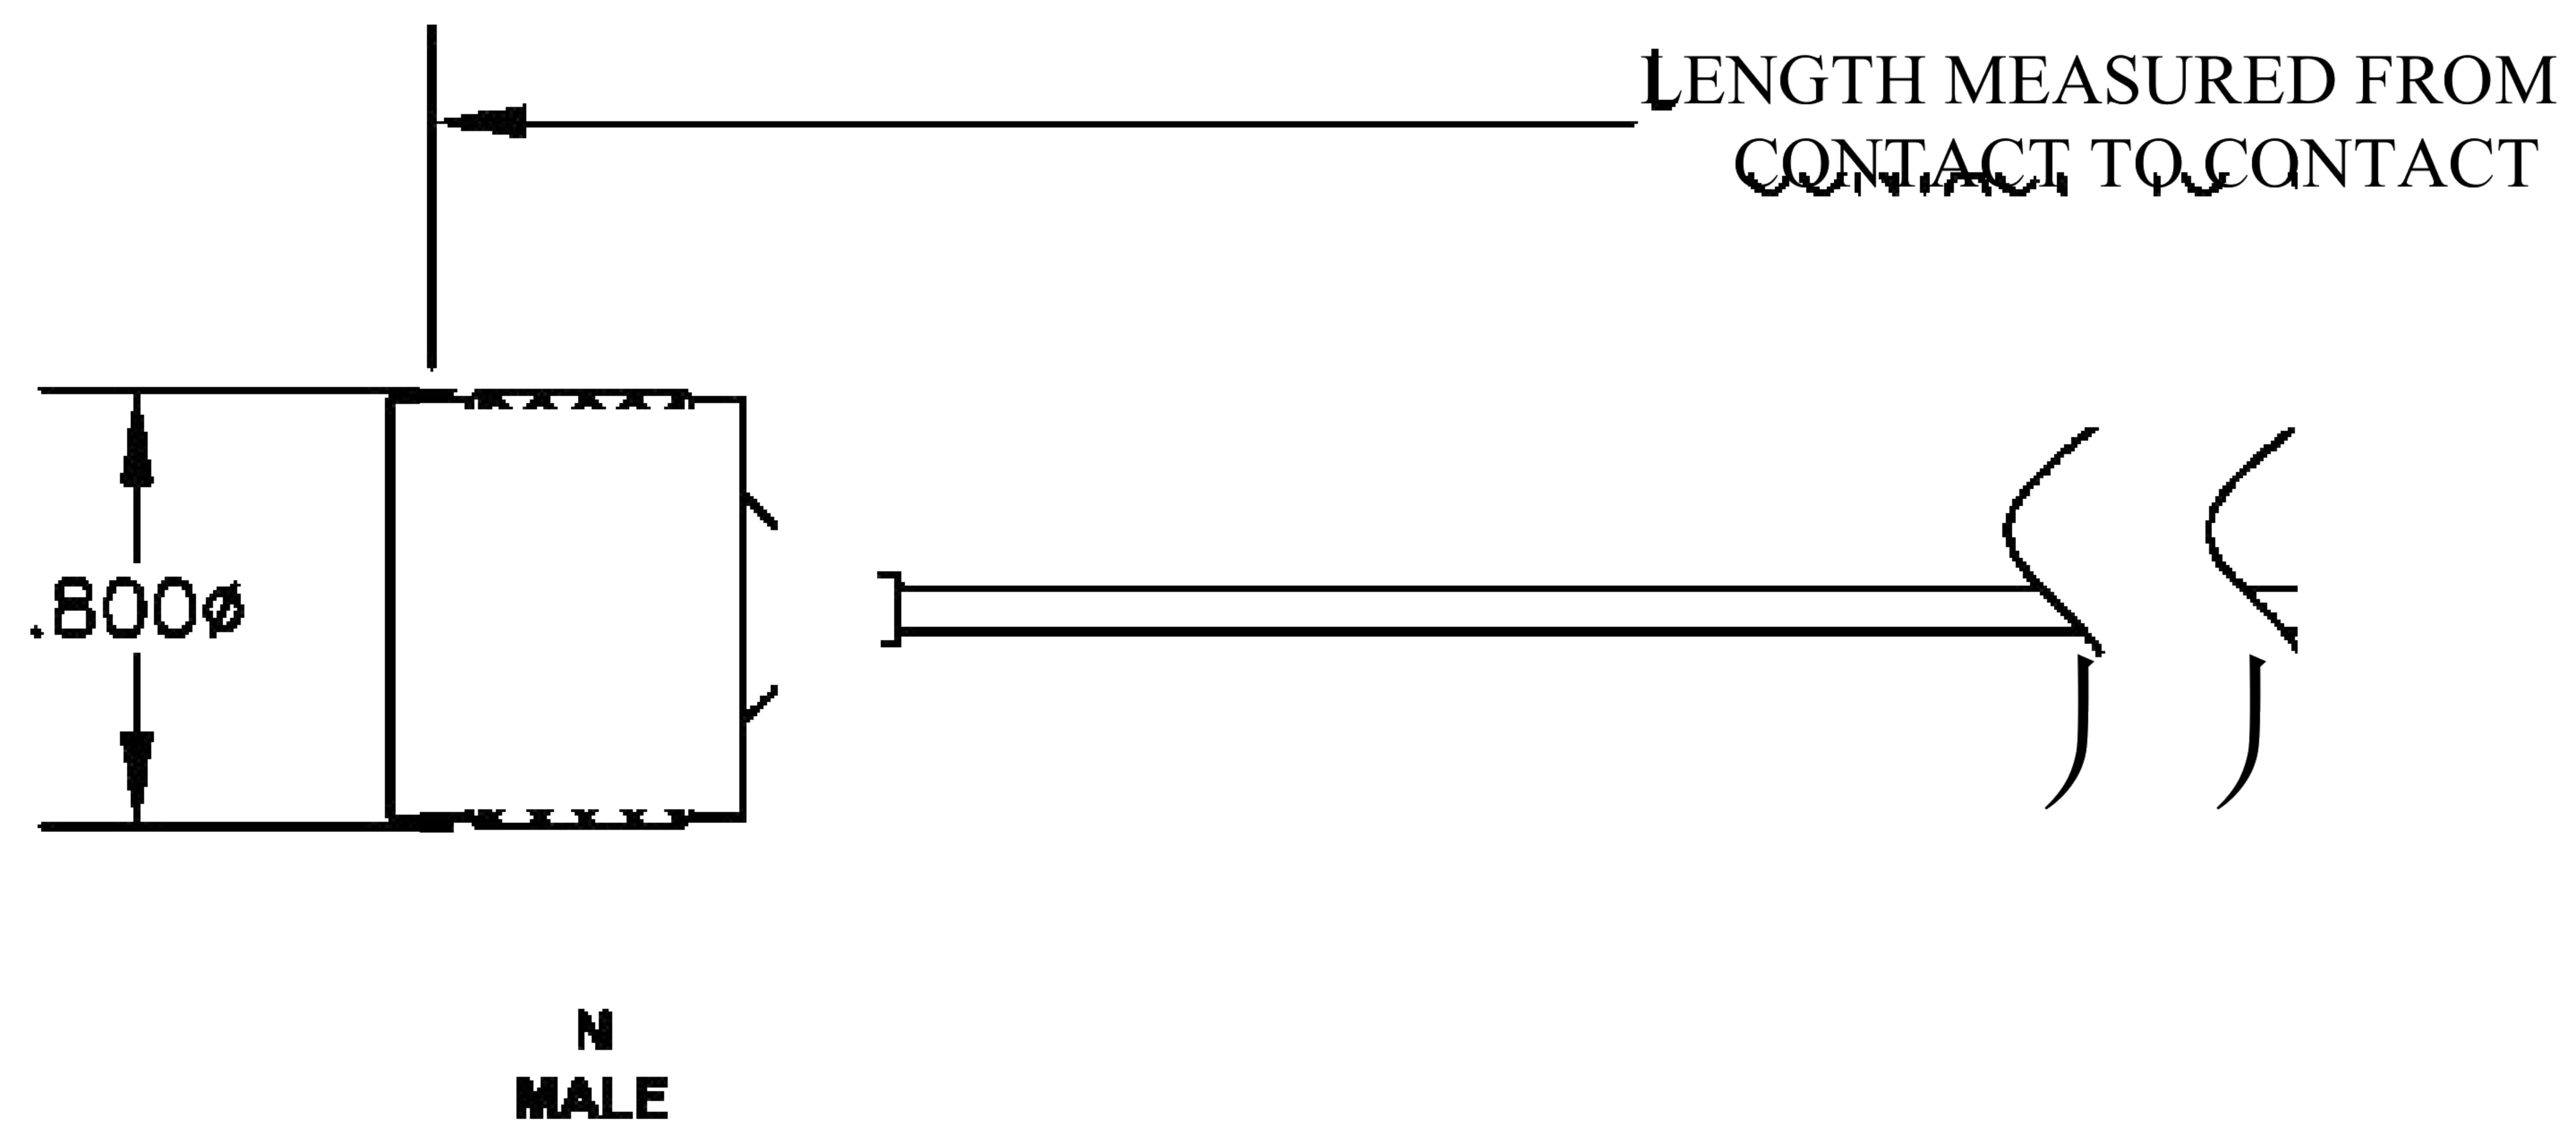 LENGTH MEASURED FROM
CONTACT TO CONTACT
.800ø
N
MALE